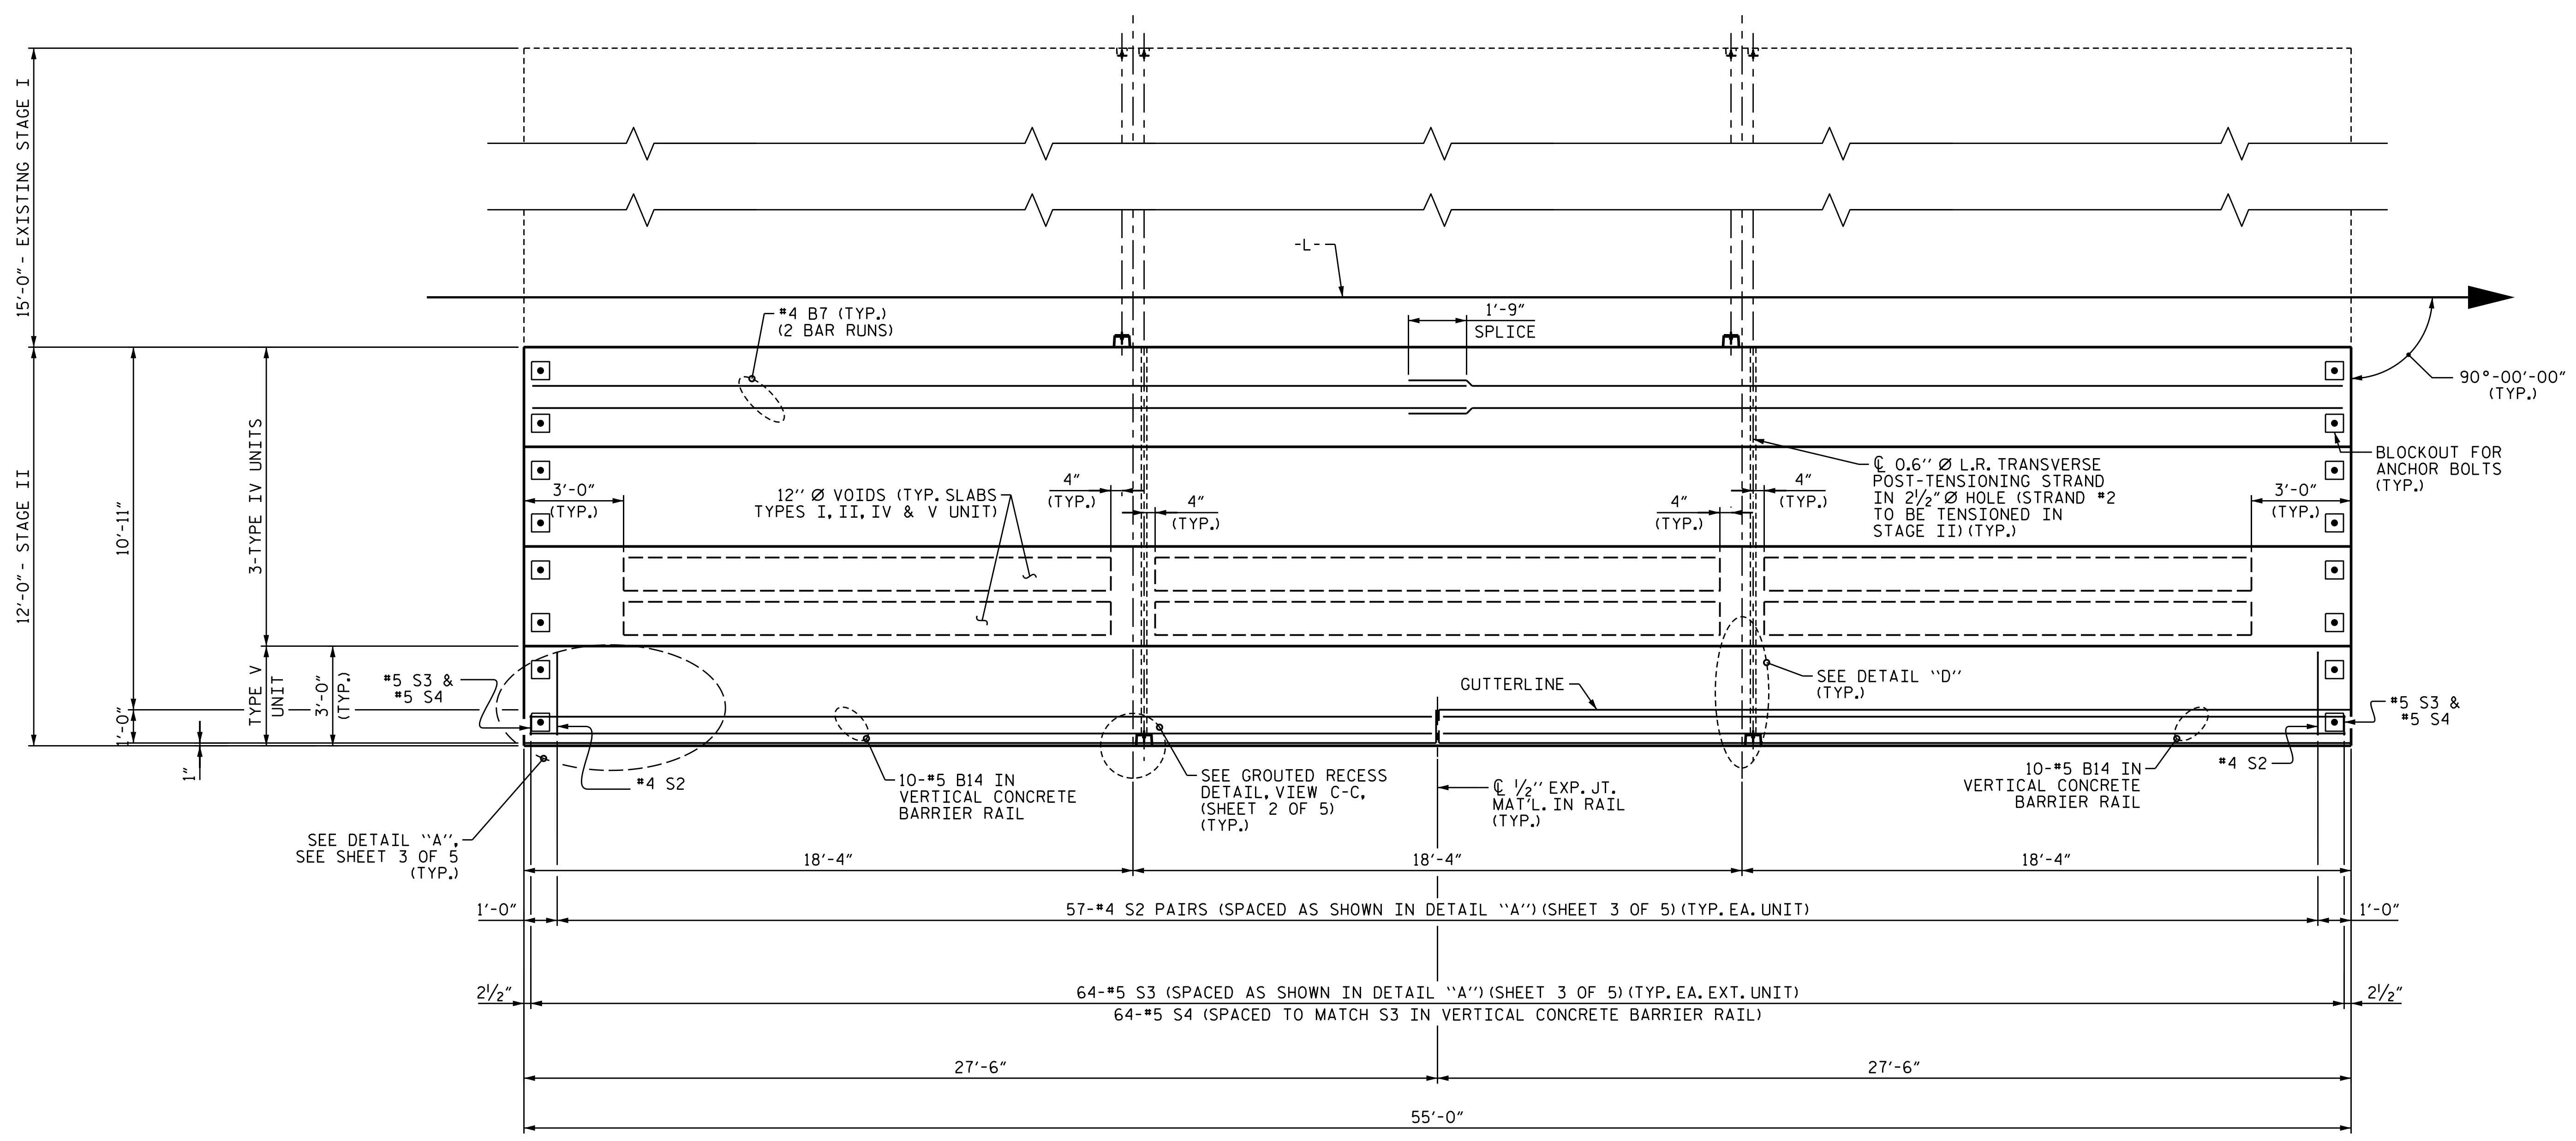 15'-0" - EXISTING STAGE I
-L-
#4 B7 (TYP.)
(2 BAR RUNS)
1'-9"
SPLICE
90°-00'-00"
(TYP.)
12'-0" - STAGE II
10'-11"
3-TYPE IV UNITS
3'-0"
(TYP.)
12'' Ø VOIDS (TYP. SLABS
TYPES I, II, IV & V UNIT)
4"
(TYP.)
4"
(TYP.)
4"
(TYP.)
4"
(TYP.)
℄ 0.6'' Ø L.R. TRANSVERSE
POST-TENSIONING STRAND
IN 2½" Ø HOLE (STRAND #2
TO BE TENSIONED IN
STAGE II) (TYP.)
3'-0"
(TYP.)
BLOCKOUT FOR
ANCHOR BOLTS
(TYP.)
1'-0"
1"
TYPE V
UNIT
3'-0"
(TYP.)
#5 S3 &
#5 S4
GUTTERLINE
SEE DETAIL ``D''
(TYP.)
#5 S3 &
#5 S4
#4 S2
10-#5 B14 IN
VERTICAL CONCRETE
BARRIER RAIL
SEE GROUTED RECESS
DETAIL, VIEW C-C,
(SHEET 2 OF 5)
(TYP.)
℄ ½'' EXP. JT.
MAT'L. IN RAIL
(TYP.)
10-#5 B14 IN
VERTICAL CONCRETE
BARRIER RAIL
#4 S2
SEE DETAIL ``A'',
SEE SHEET 3 OF 5
(TYP.)
18'-4"
18'-4"
18'-4"
1'-0"
57-#4 S2 PAIRS (SPACED AS SHOWN IN DETAIL ``A'') (SHEET 3 OF 5) (TYP. EA. UNIT)
1'-0"
2½"
64-#5 S3 (SPACED AS SHOWN IN DETAIL ``A'') (SHEET 3 OF 5) (TYP. EA. EXT. UNIT)
2½"
64-#5 S4 (SPACED TO MATCH S3 IN VERTICAL CONCRETE BARRIER RAIL)
27'-6"
27'-6"
55'-0"